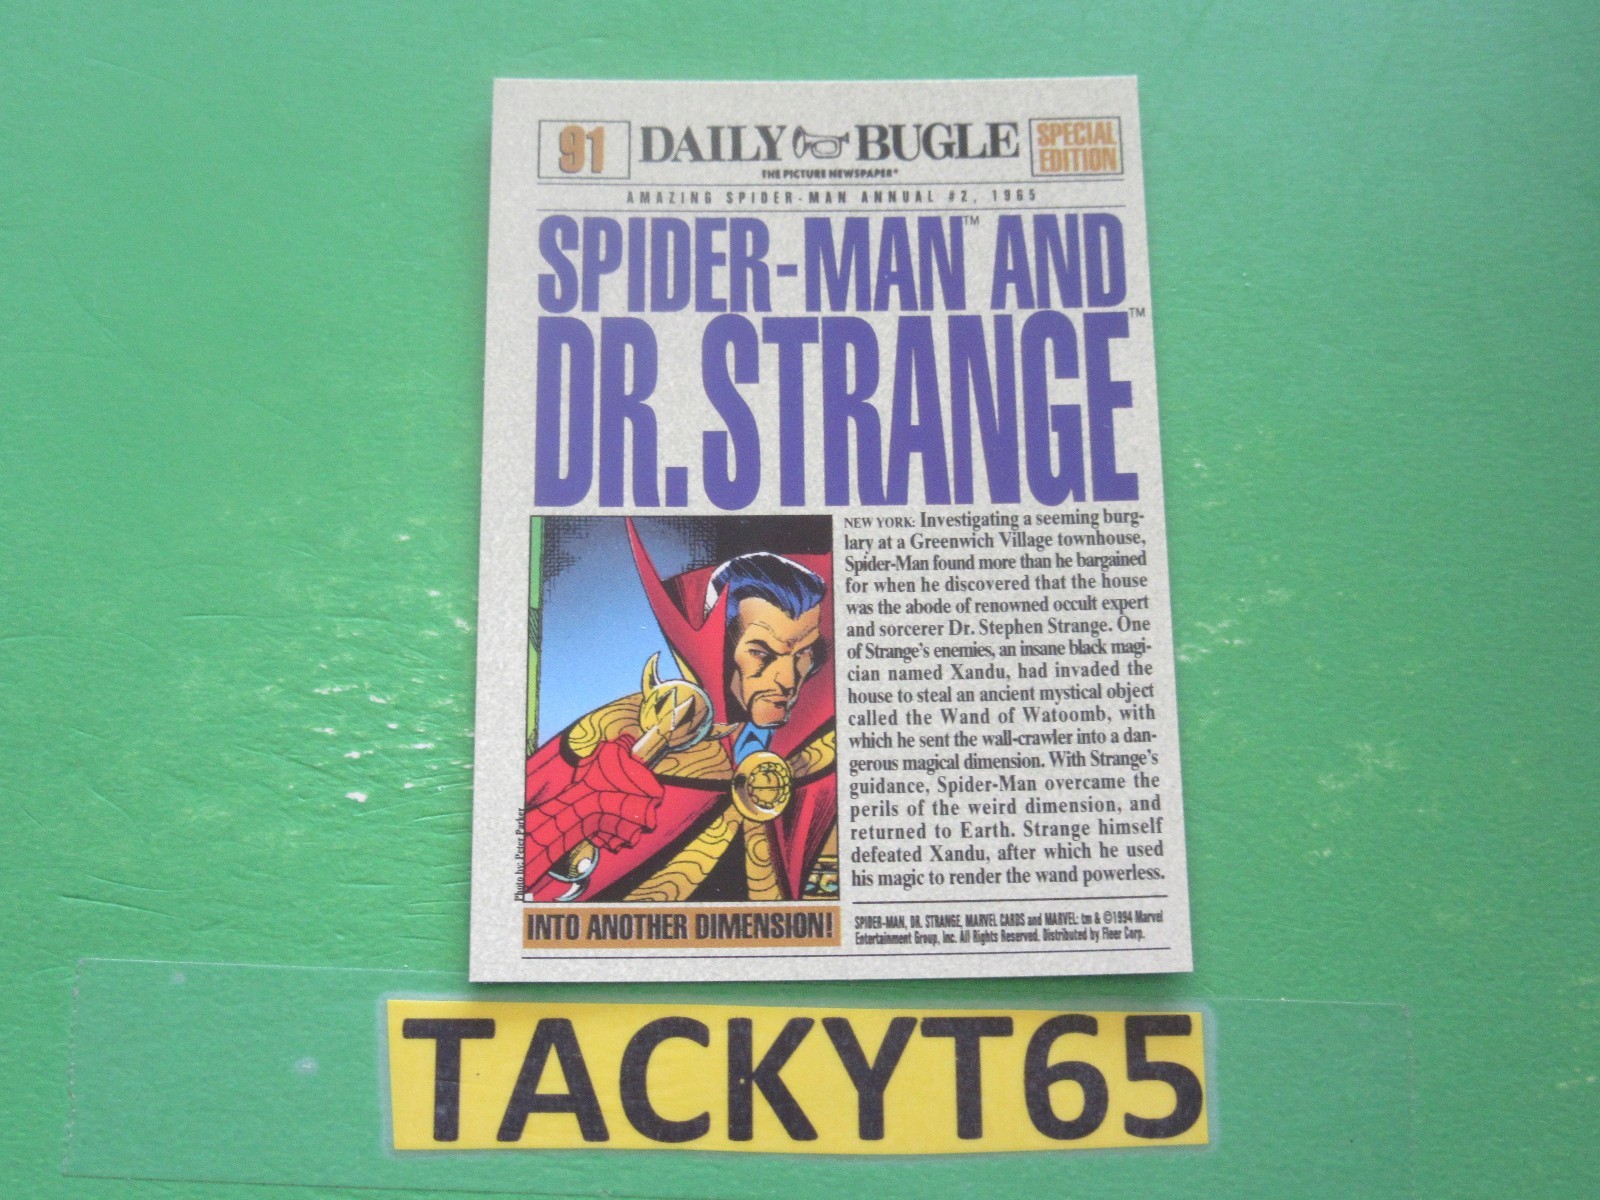 91 DAILY BUGLE SPECIAL EDITION
THE PICTURE NEWSPAPER®
AMAZING SPIDER-MAN ANNUAL #2, 1965
SPIDER-MAN™ AND
DR. STRANGE™
NEW YORK: Investigating a seeming burg-
lary at a Greenwich Village townhouse,
Spider-Man found more than he bargained
for when he discovered that the house
was the abode of renowned occult expert
and sorcerer Dr. Stephen Strange. One
of Strange's enemies, an insane black magi-
cian named Xandu, had invaded the
house to steal an ancient mystical object
called the Wand of Watoomb, with
which he sent the wall-crawler into a dan-
gerous magical dimension. With Strange's
guidance, Spider-Man overcame the
perils of the weird dimension, and
returned to Earth. Strange himself
defeated Xandu, after which he used
his magic to render the wand powerless.
Photo by: Peter Parker
INTO ANOTHER DIMENSION!
SPIDER-MAN, DR. STRANGE, MARVEL CARDS and MARVEL: tm & ©1994 Marvel
Entertainment Group, Inc. All Rights Reserved. Distributed by Fleer Corp.
TACKYT65